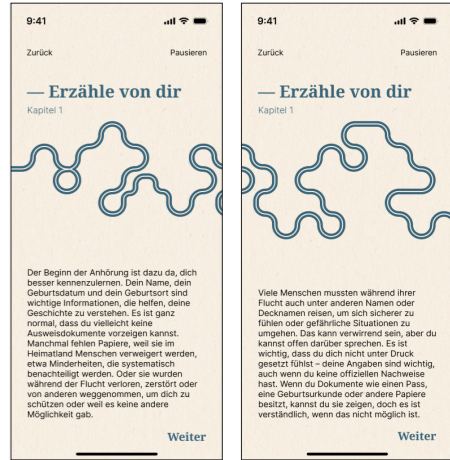 9:41
Zurück Pausieren
— Erzähle von dir
Kapitel 1
Der Beginn der Anhörung ist dazu da, dich
besser kennenzulernen. Dein Name, dein
Geburtsdatum und dein Geburtsort sind
wichtige Informationen, die helfen, deine
Geschichte zu verstehen. Es ist ganz
normal, dass du vielleicht keine
Ausweisdokumente vorzeigen kannst.
Manchmal fehlen Papiere, weil sie im
Heimatland Menschen verweigert werden,
etwa Minderheiten, die systematisch
benachteiligt werden. Oder sie wurden
während der Flucht verloren, zerstört oder
von anderen weggenommen, um dich zu
schützen oder weil es keine andere
Möglichkeit gab.
Weiter
9:41
Zurück Pausieren
— Erzähle von dir
Kapitel 1
Viele Menschen mussten während ihrer
Flucht auch unter anderen Namen oder
Decknamen reisen, um sich sicherer zu
fühlen oder gefährliche Situationen zu
umgehen. Das kann verwirrend sein, aber du
kannst offen darüber sprechen. Es ist
wichtig, dass du dich nicht unter Druck
gesetzt fühlst – deine Angaben sind wichtig,
auch wenn du keine offiziellen Nachweise
hast. Wenn du Dokumente wie einen Pass,
eine Geburtsurkunde oder andere Papiere
besitzt, kannst du sie zeigen, doch es ist
verständlich, wenn das nicht möglich ist.
Weiter